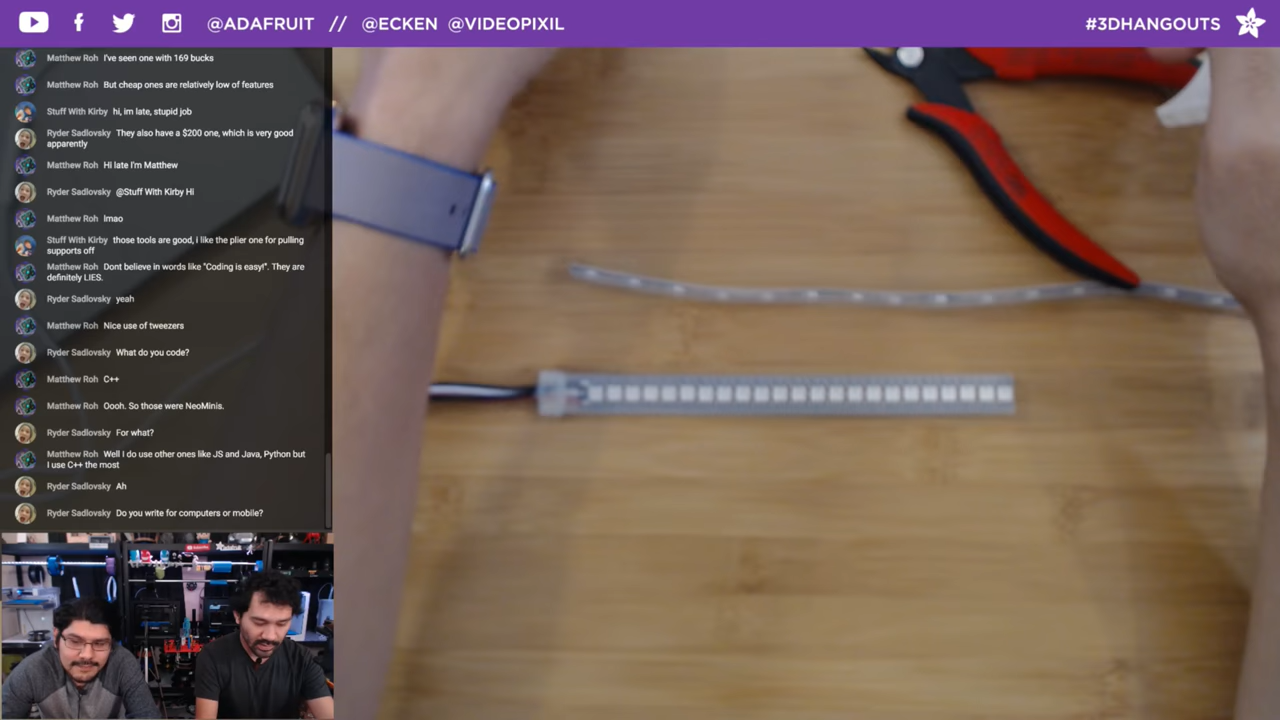 @ADAFRUIT // @ECKEN @VIDEOPIXIL
#3DHANGOUTS
Matthew Roh I've seen one with 169 bucks
Matthew Roh But cheap ones are relatively low of features
Stuff With Kirby hi, im late, stupid job
Ryder Sadlovsky They also have a $200 one, which is very good
apparently
Matthew Roh Hi late I'm Matthew
Ryder Sadlovsky @Stuff With Kirby Hi
Matthew Roh lmao
Stuff With Kirby those tools are good, i like the plier one for pulling
supports off
Matthew Roh Dont believe in words like "Coding is easy!". They are
definitely LIES.
Ryder Sadlovsky yeah
Matthew Roh Nice use of tweezers
Ryder Sadlovsky What do you code?
Matthew Roh C++
Matthew Roh Oooh. So those were NeoMinis.
Ryder Sadlovsky For what?
Matthew Roh Well I do use other ones like JS and Java, Python but
I use C++ the most
Ryder Sadlovsky Ah
Ryder Sadlovsky Do you write for computers or mobile?